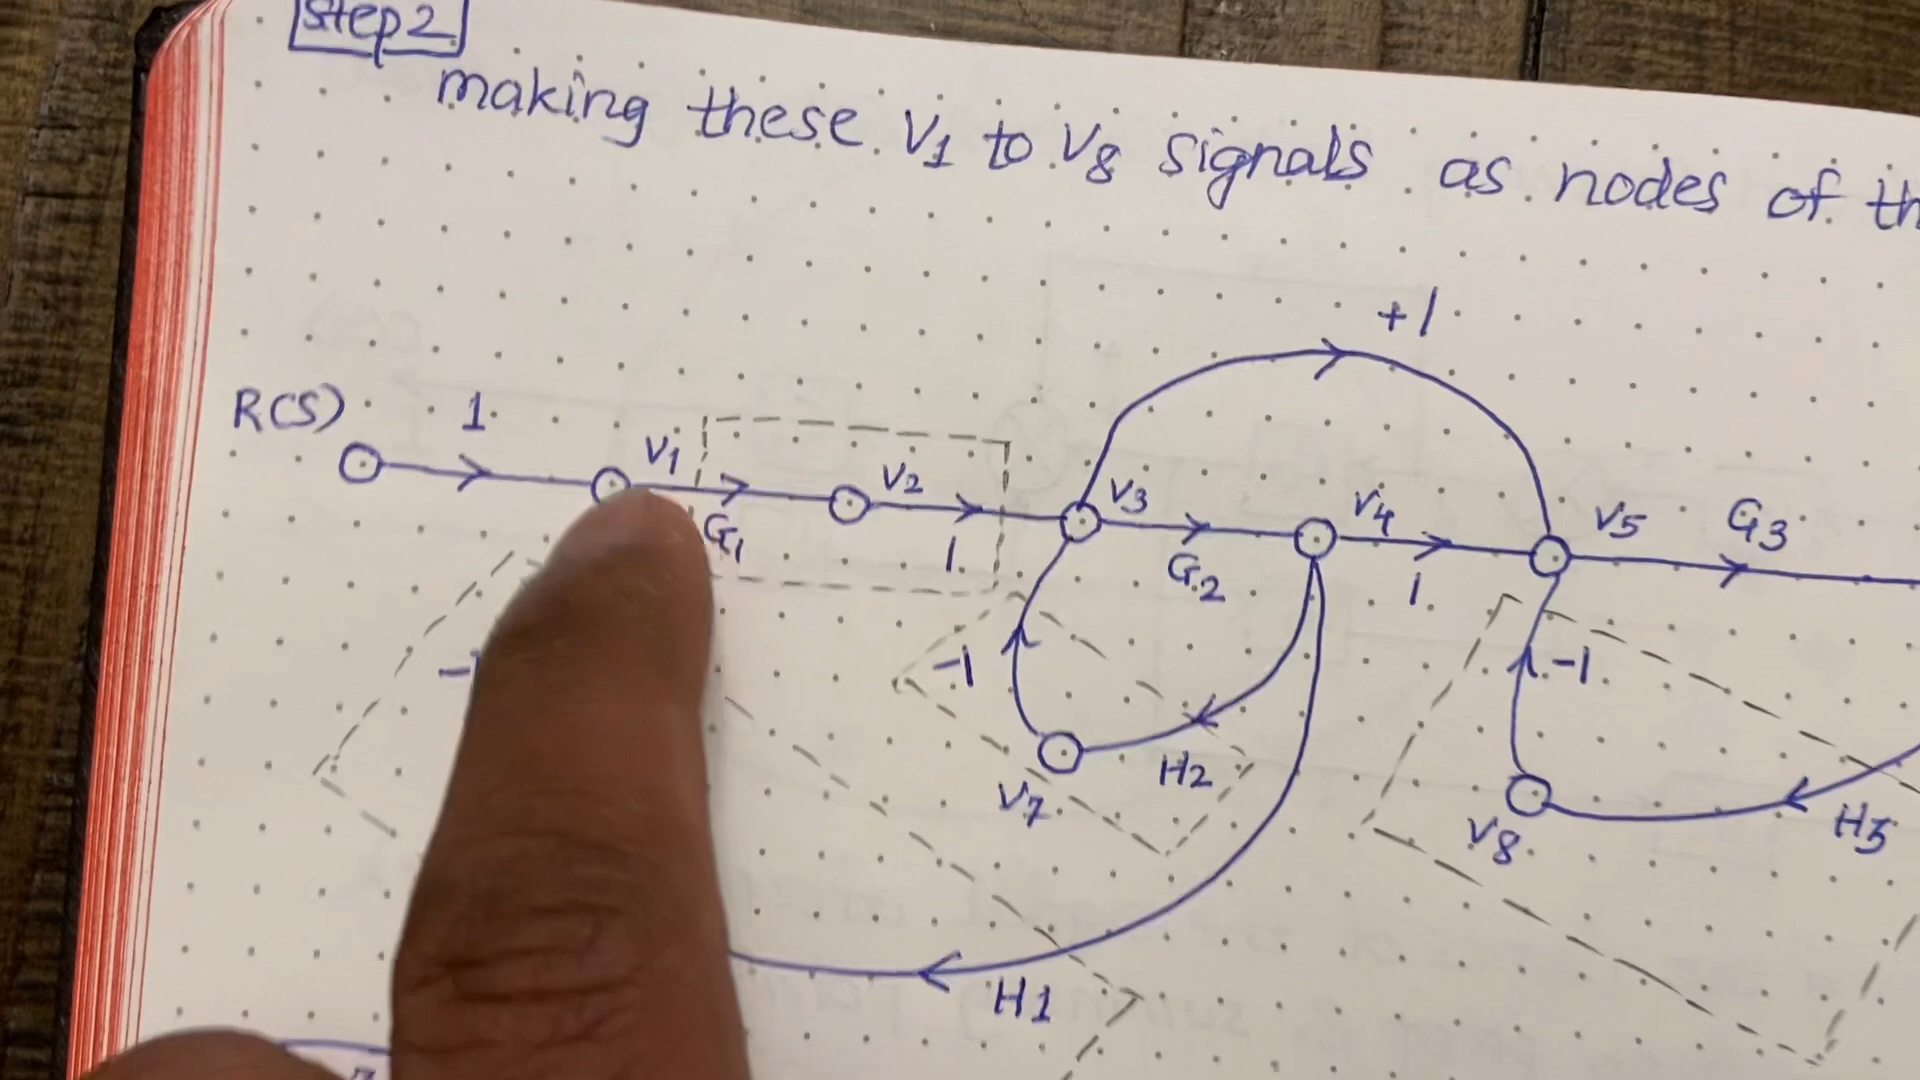 Step 2
making these V1 to V8 signals as nodes of th
+1
R(S) 1 V1 V2 V3 V4 V5 G3
G1 1 G2 1
-1 -1 -1
V7 H2 V8 H3
H1